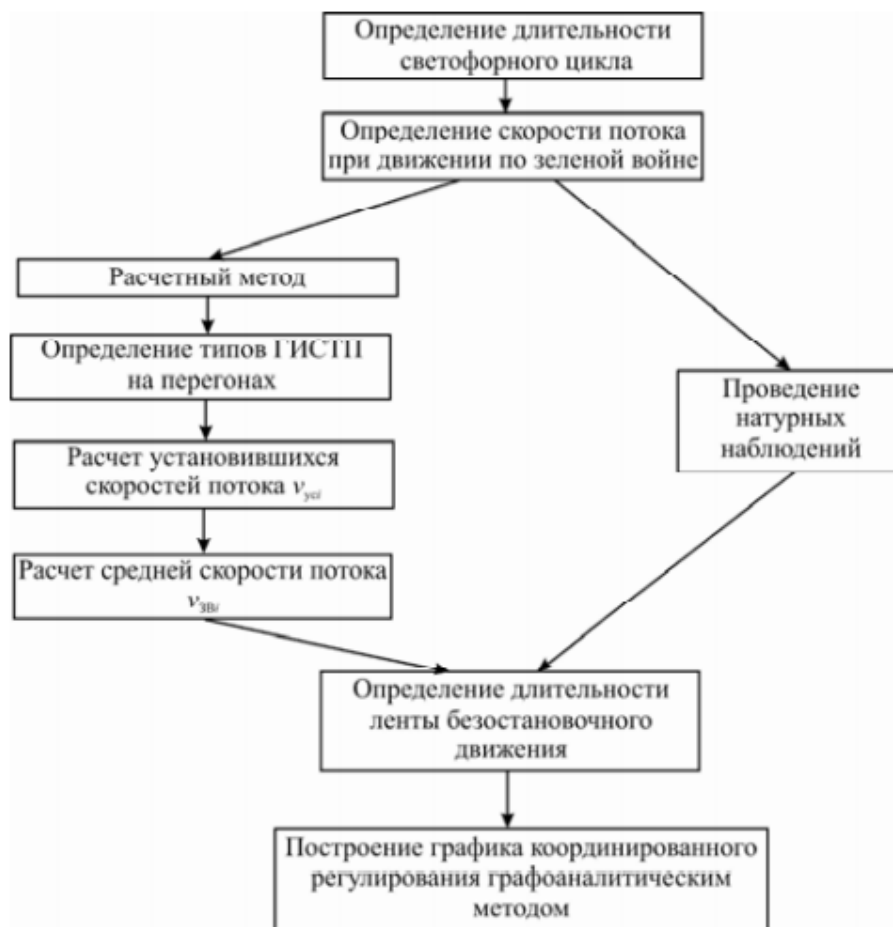 Определение длительности
светофорного цикла
Определение скорости потока
при движении по зеленой войне
Расчетный метод
Определение типов ГИСТП
на перегонах
Проведение
натурных
наблюдений
Расчет установившихся
скоростей потока v_усi
Расчет средней скорости потока
v_ЗВi
Определение длительности
ленты безостановочного
движения
Построение графика координированного
регулирования графоаналитическим
методом